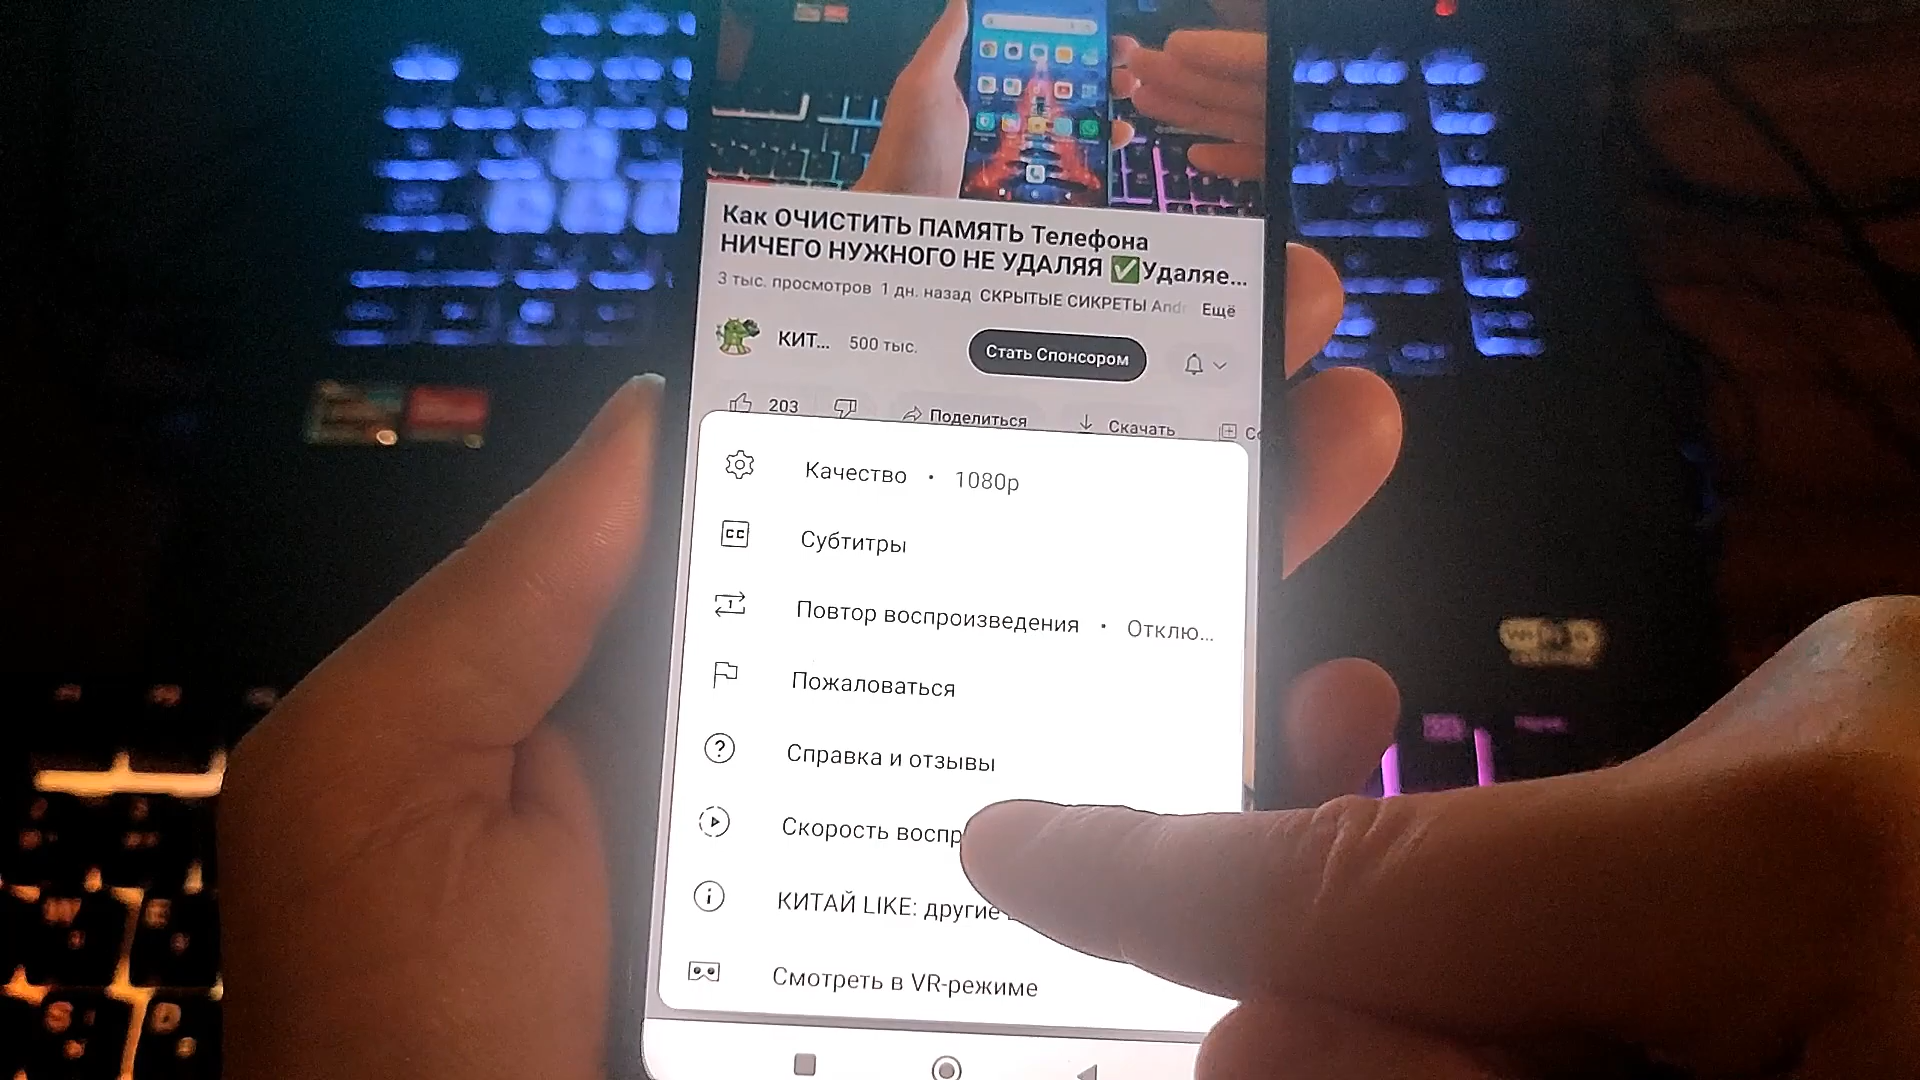 Как ОЧИСТИТЬ ПАМЯТЬ Телефона
НИЧЕГО НУЖНОГО НЕ УДАЛЯЯ ✅Удаляе...
3 тыс. просмотров 1 дн. назад СКРЫТЫЕ СИКРЕТЫ Andr Ещё
КИТ... 500 тыс. Стать Спонсором
203 Поделиться Скачать
Качество • 1080p
CC Субтитры
Повтор воспроизведения • Отклю...
Пожаловаться
Справка и отзывы
Скорость воспр
КИТАЙ LIKE: другие
Смотреть в VR-режиме
W E
S D